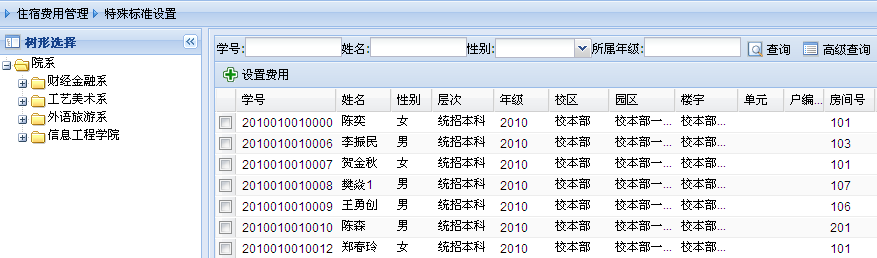 住宿费用管理 特殊标准设置
树形选择
院系
财经金融系
工艺美术系
外语旅游系
信息工程学院
学号: 姓名: 性别: 所属年级: 查询 高级查询
设置费用
学号 姓名 性别 层次 年级 校区 园区 楼宇 单元 户编... 房间号
2010010010000 陈奕 女 统招本科 2010 校本部 校本部一... 校本部... 101
2010010010006 李振民 男 统招本科 2010 校本部 校本部一... 校本部... 103
2010010010007 贺金秋 女 统招本科 2010 校本部 校本部一... 校本部... 101
2010010010008 樊焱1 男 统招本科 2010 校本部 校本部一... 校本部... 107
2010010010009 王勇创 男 统招本科 2010 校本部 校本部一... 校本部... 106
2010010010010 陈森 男 统招本科 2010 校本部 校本部一... 校本部... 201
2010010010012 郑春玲 女 统招本科 2010 校本部 校本部一... 校本部... 101